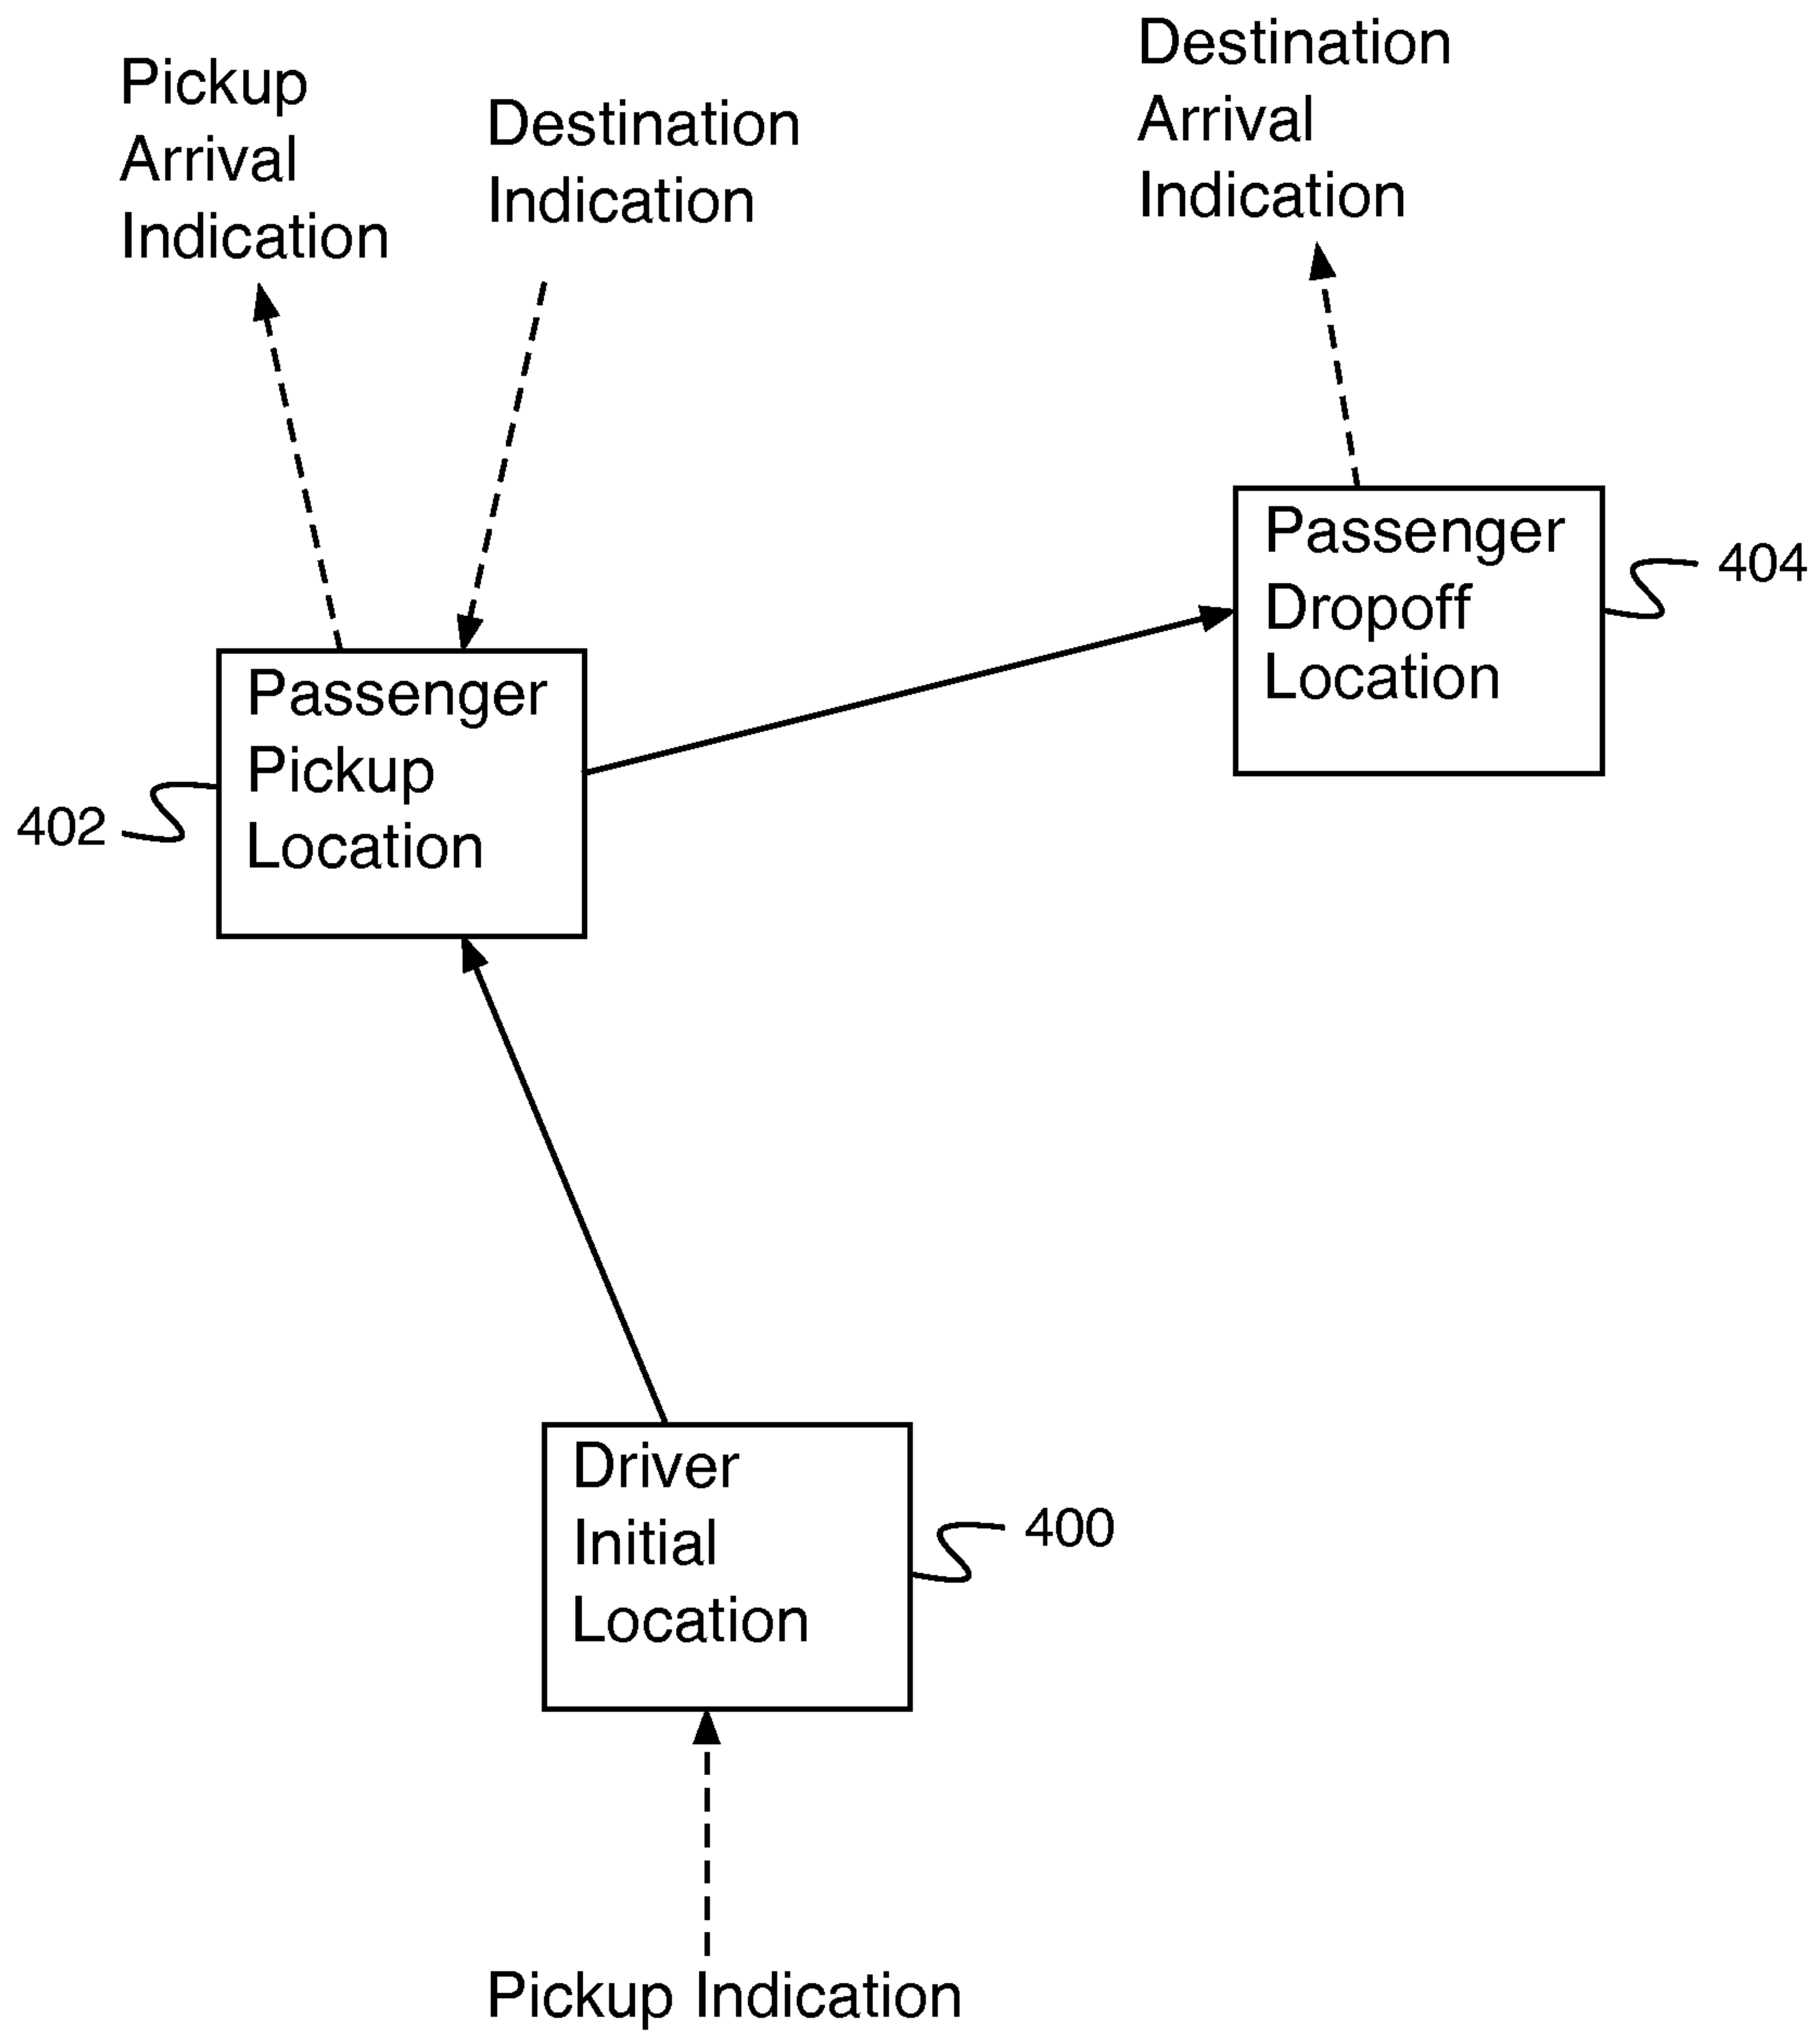 Pickup
Arrival
Indication
Destination
Indication
Destination
Arrival
Indication
Passenger
Dropoff
Location
404
Passenger
Pickup
Location
402
Driver
Initial
Location
400
Pickup Indication